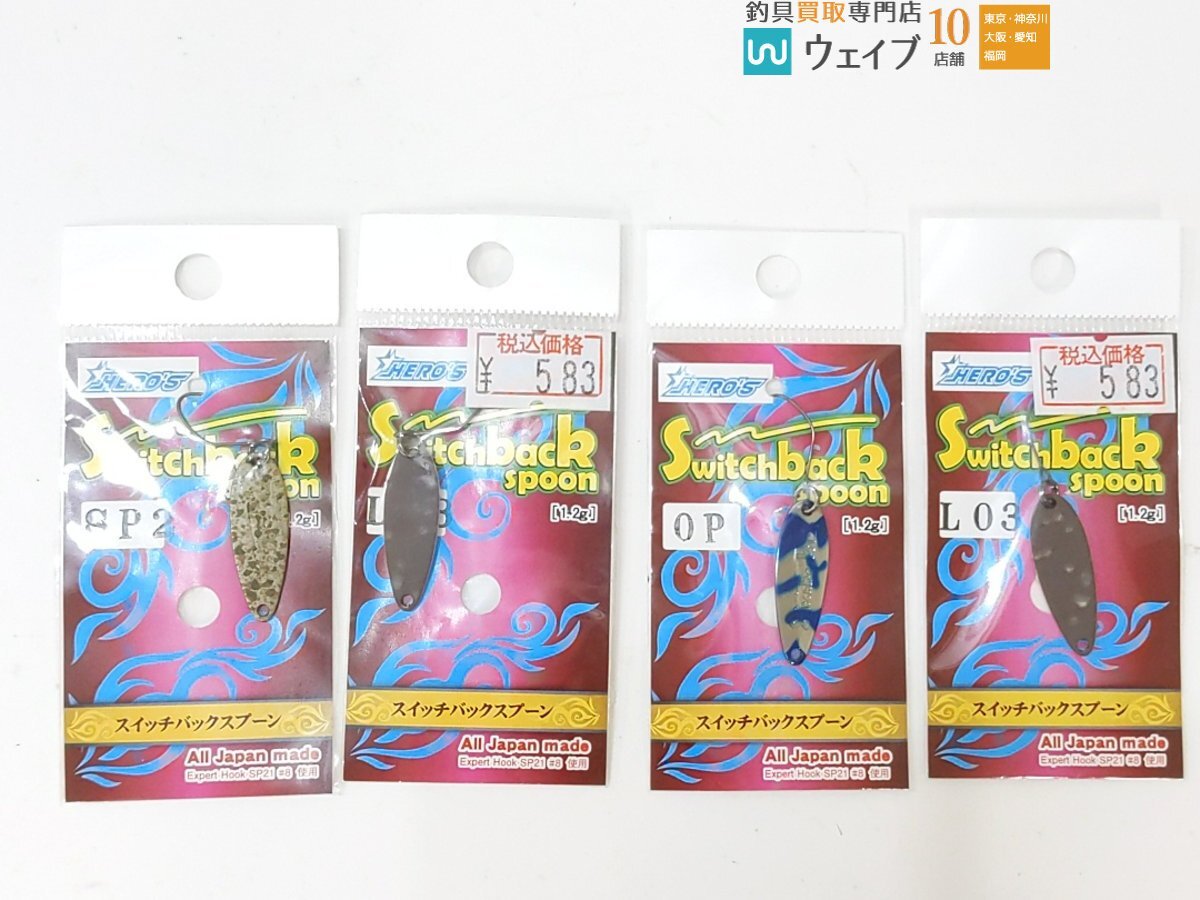 釣具買取専門店
ウェイブ
10
店舗
東京・神奈川
大阪・愛知
福岡
HERO'S
Switchback
spoon
SP2
[1.2g]
スイッチバックスプーン
All Japan made
Expert Hook SP21 #8 使用
税込価格
¥ 583
HERO'S
Switchback
spoon
[1.2g]
スイッチバックスプーン
All Japan made
Expert Hook SP21 #8 使用
HERO'S
Switchback
spoon
OP
[1.2g]
スイッチバックスプーン
All Japan made
Expert Hook SP21 #8 使用
税込価格
¥ 583
HERO'S
Switchback
spoon
L03
[1.2g]
スイッチバックスプーン
All Japan made
Expert Hook SP21 #8 使用